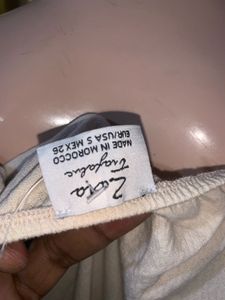 Zara
Trafaluc
MADE IN MOROCCO
EUR/USA S MEX 26